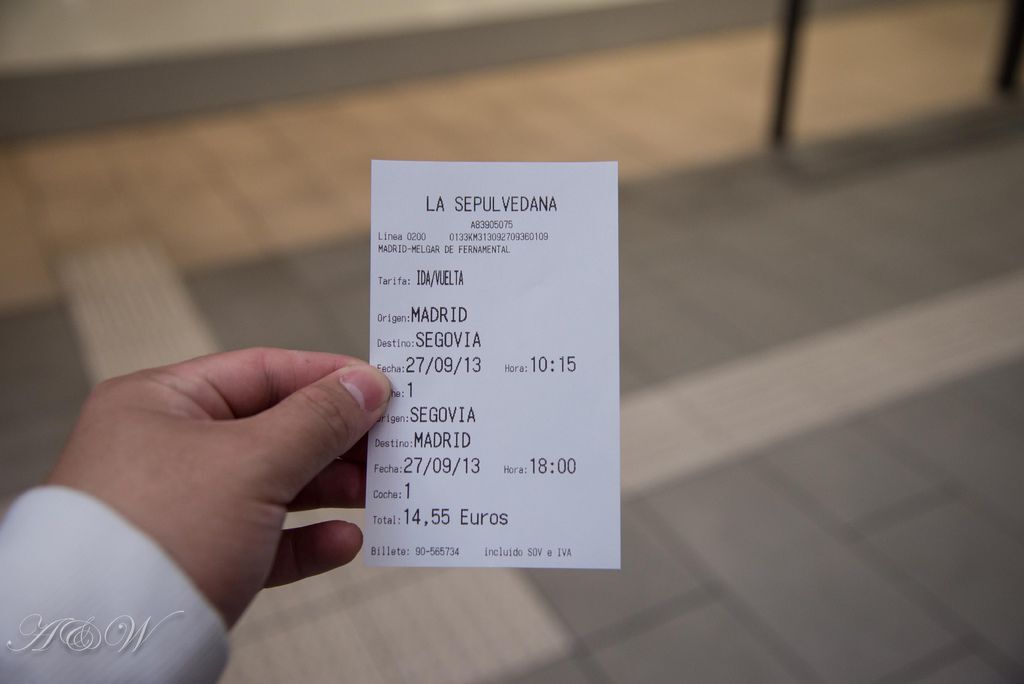 LA SEPULVEDANA
A83905075
Linea 0200 0133KM313092709360109
MADRID-MELGAR DE FERNAMENTAL
Tarifa: IDA/VUELTA
Origen: MADRID
Destino: SEGOVIA
Fecha: 27/09/13 Hora: 10:15
he: 1
rigen: SEGOVIA
Destino: MADRID
Fecha: 27/09/13 Hora: 18:00
Coche: 1
Total: 14,55 Euros
Billete: 90-565734 incluido SOV e IVA
A&W